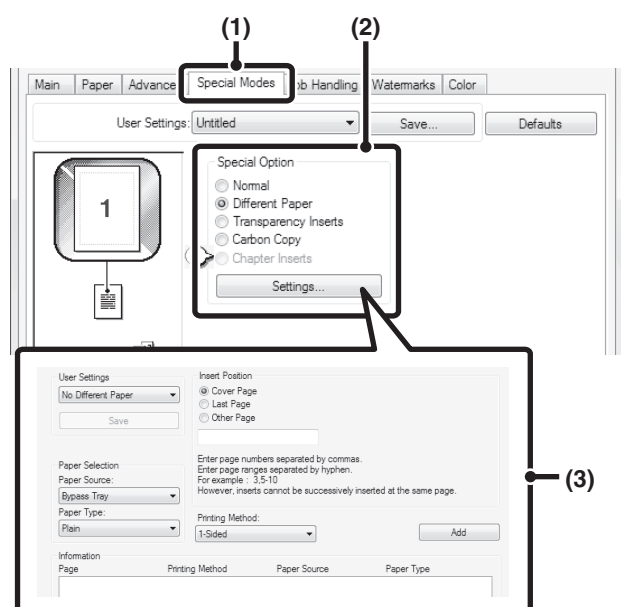 (1) (2)
Main Paper Advance Special Modes ob Handling Watermarks Color
User Settings: Untitled Save... Defaults
1
Special Option
Normal
Different Paper
Transparency Inserts
Carbon Copy
Chapter Inserts
Settings...
User Settings
No Different Paper
Save
Insert Position
Cover Page
Last Page
Other Page
Enter page numbers separated by commas.
Enter page ranges separated by hyphen.
For example : 3,5-10
However, inserts cannot be successively inserted at the same page.
(3)
Paper Selection
Paper Source:
Bypass Tray
Paper Type:
Plain
Printing Method:
1-Sided
Add
Information
Page Printing Method Paper Source Paper Type